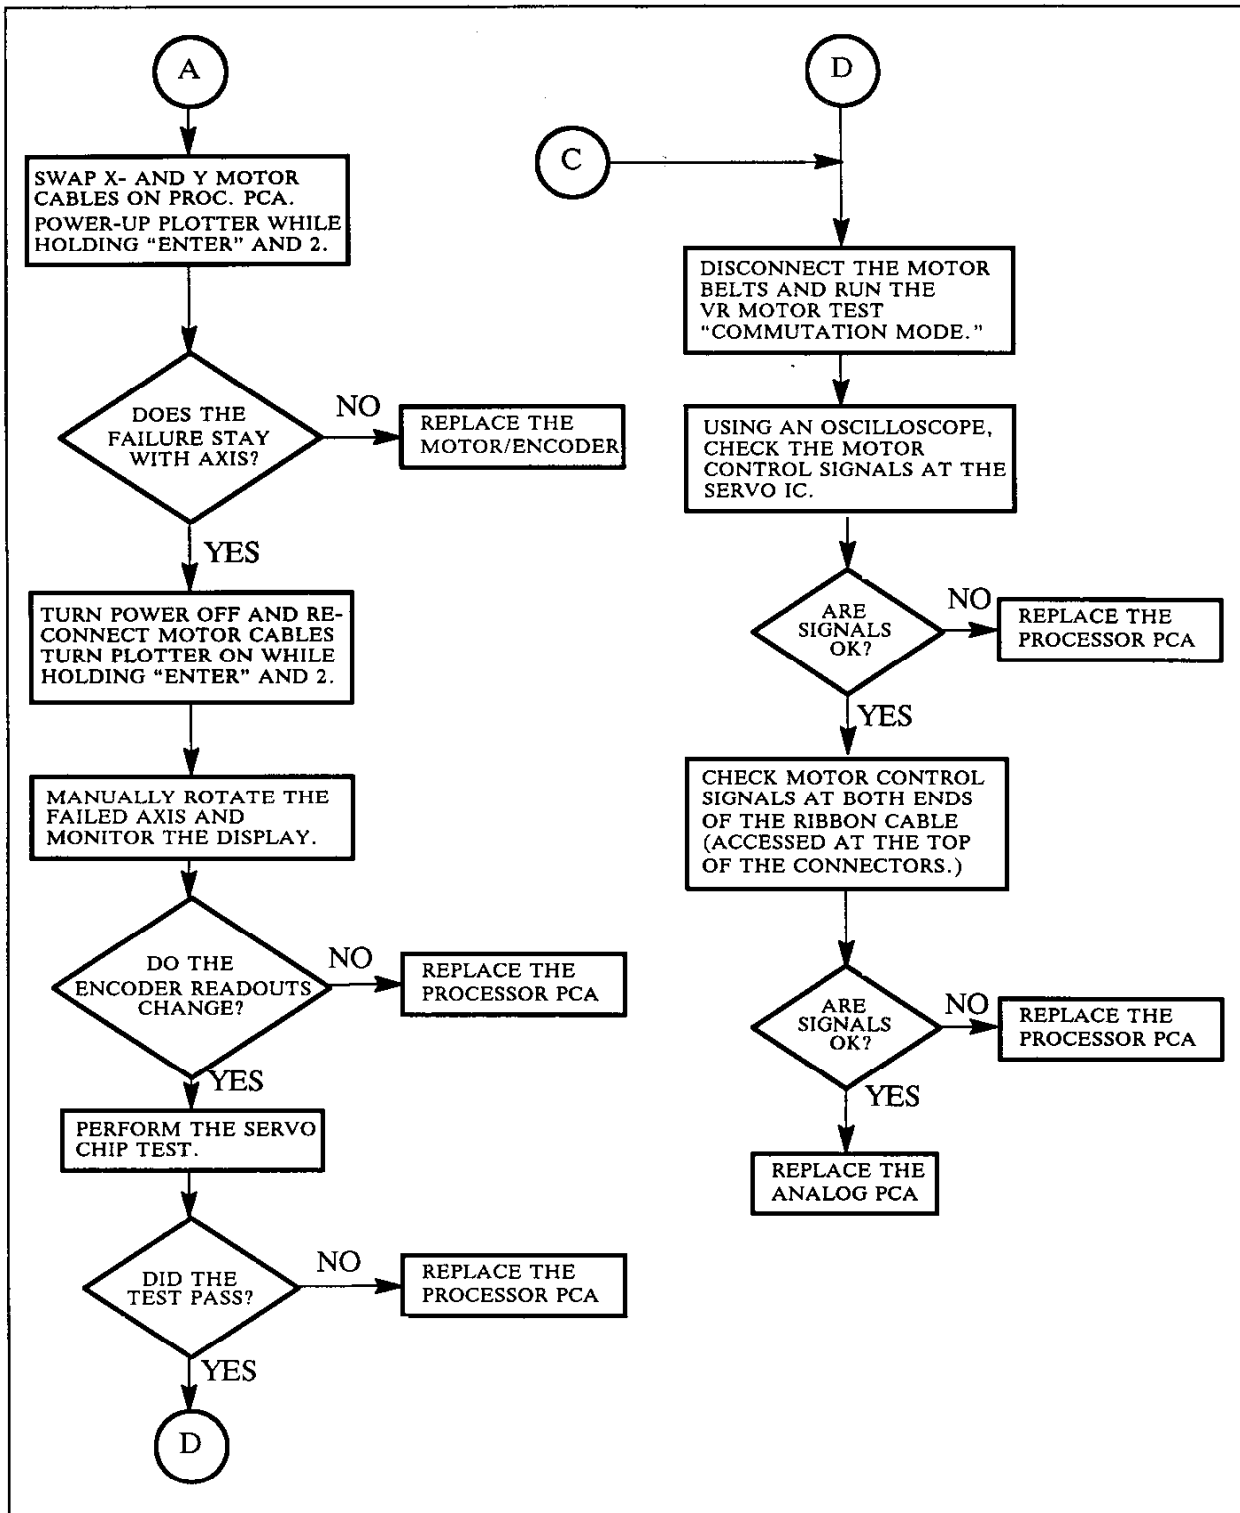 A
SWAP X- AND Y MOTOR
CABLES ON PROC. PCA.
POWER-UP PLOTTER WHILE
HOLDING “ENTER” AND 2.
DOES THE
FAILURE STAY
WITH AXIS?
NO
REPLACE THE
MOTOR/ENCODER
YES
TURN POWER OFF AND RE-
CONNECT MOTOR CABLES
TURN PLOTTER ON WHILE
HOLDING “ENTER” AND 2.
MANUALLY ROTATE THE
FAILED AXIS AND
MONITOR THE DISPLAY.
DO THE
ENCODER READOUTS
CHANGE?
NO
REPLACE THE
PROCESSOR PCA
YES
PERFORM THE SERVO
CHIP TEST.
DID THE
TEST PASS?
NO
REPLACE THE
PROCESSOR PCA
YES
D
D
C
DISCONNECT THE MOTOR
BELTS AND RUN THE
VR MOTOR TEST
“COMMUTATION MODE.”
USING AN OSCILLOSCOPE,
CHECK THE MOTOR
CONTROL SIGNALS AT THE
SERVO IC.
ARE
SIGNALS
OK?
NO
REPLACE THE
PROCESSOR PCA
YES
CHECK MOTOR CONTROL
SIGNALS AT BOTH ENDS
OF THE RIBBON CABLE
(ACCESSED AT THE TOP
OF THE CONNECTORS.)
ARE
SIGNALS
OK?
NO
REPLACE THE
PROCESSOR PCA
YES
REPLACE THE
ANALOG PCA